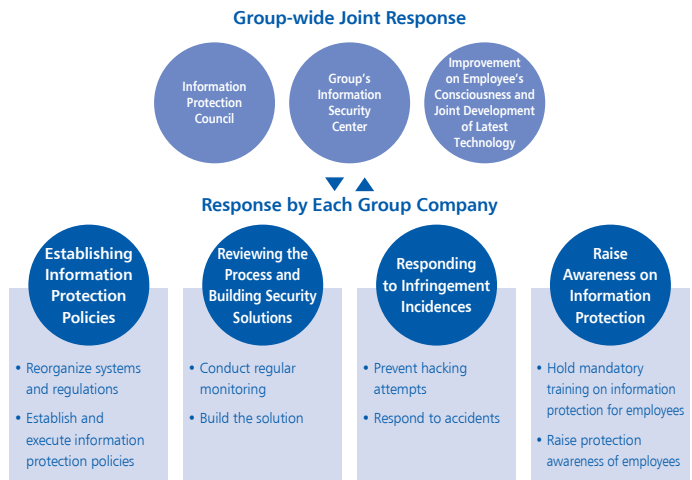 Group-wide Joint Response
Information
Protection
Council
Group's
Information
Security
Center
Improvement
on Employee's
Consciousness and
Joint Development
of Latest
Technology
Response by Each Group Company
Establishing
Information
Protection
Policies
• Reorganize systems
and regulations
• Establish and
execute information
protection policies
Reviewing the
Process and
Building Security
Solutions
• Conduct regular
monitoring
• Build the solution
Responding
to Infringement
Incidences
• Prevent hacking
attempts
• Respond to accidents
Raise
Awareness on
Information
Protection
• Hold mandatory
training on information
protection for employees
• Raise protection
awareness of employees